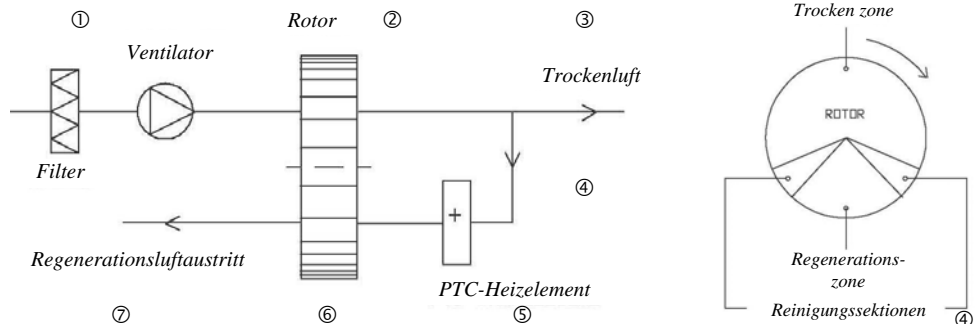 ① Rotor ② ③ Trocken zone
Ventilator
Trockenluft
ROTOR
Filter
④
+
Regenerationsluftaustritt
Regenerations-
zone
PTC-Heizelement
Reinigungssektionen
⑦ ⑥ ⑤ ④